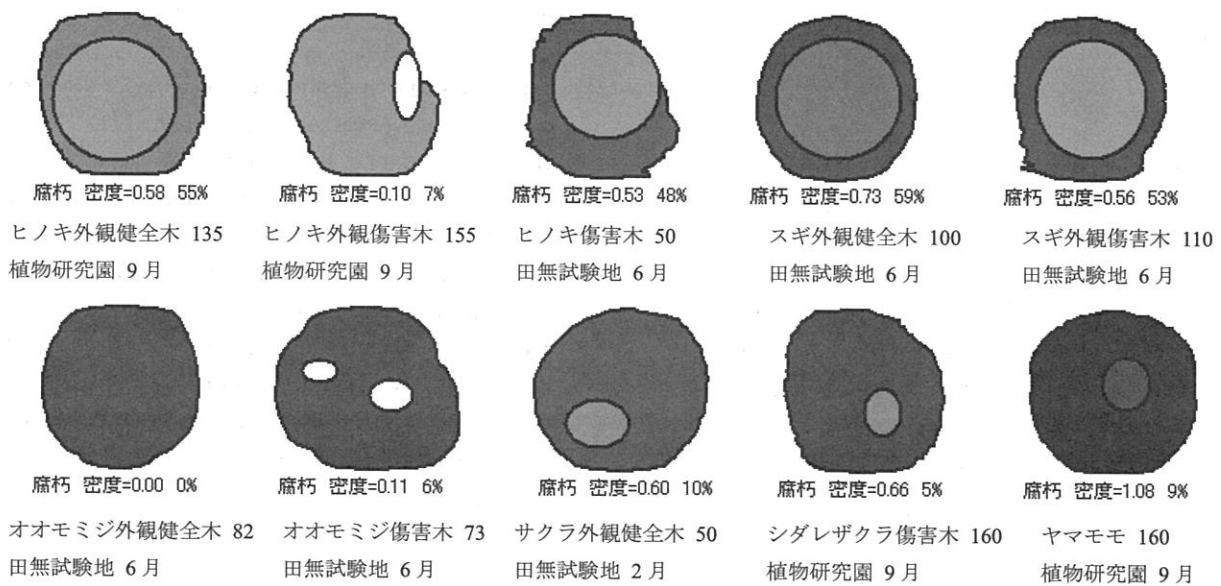 腐朽 密度=0.58 55%
ヒノキ外観健全木 135
植物研究園 9月
腐朽 密度=0.10 7%
ヒノキ外観傷害木 155
植物研究園 9月
腐朽 密度=0.53 48%
ヒノキ傷害木 50
田無試験地 6月
腐朽 密度=0.73 59%
スギ外観健全木 100
田無試験地 6月
腐朽 密度=0.56 53%
スギ外観傷害木 110
田無試験地 6月
腐朽 密度=0.00 0%
オオモミジ外観健全木 82
田無試験地 6月
腐朽 密度=0.11 6%
オオモミジ傷害木 73
田無試験地 6月
腐朽 密度=0.60 10%
サクラ外観健全木 50
田無試験地 2月
腐朽 密度=0.66 5%
シダレザクラ傷害木 160
植物研究園 9月
腐朽 密度=1.08 9%
ヤマモモ 160
植物研究園 9月